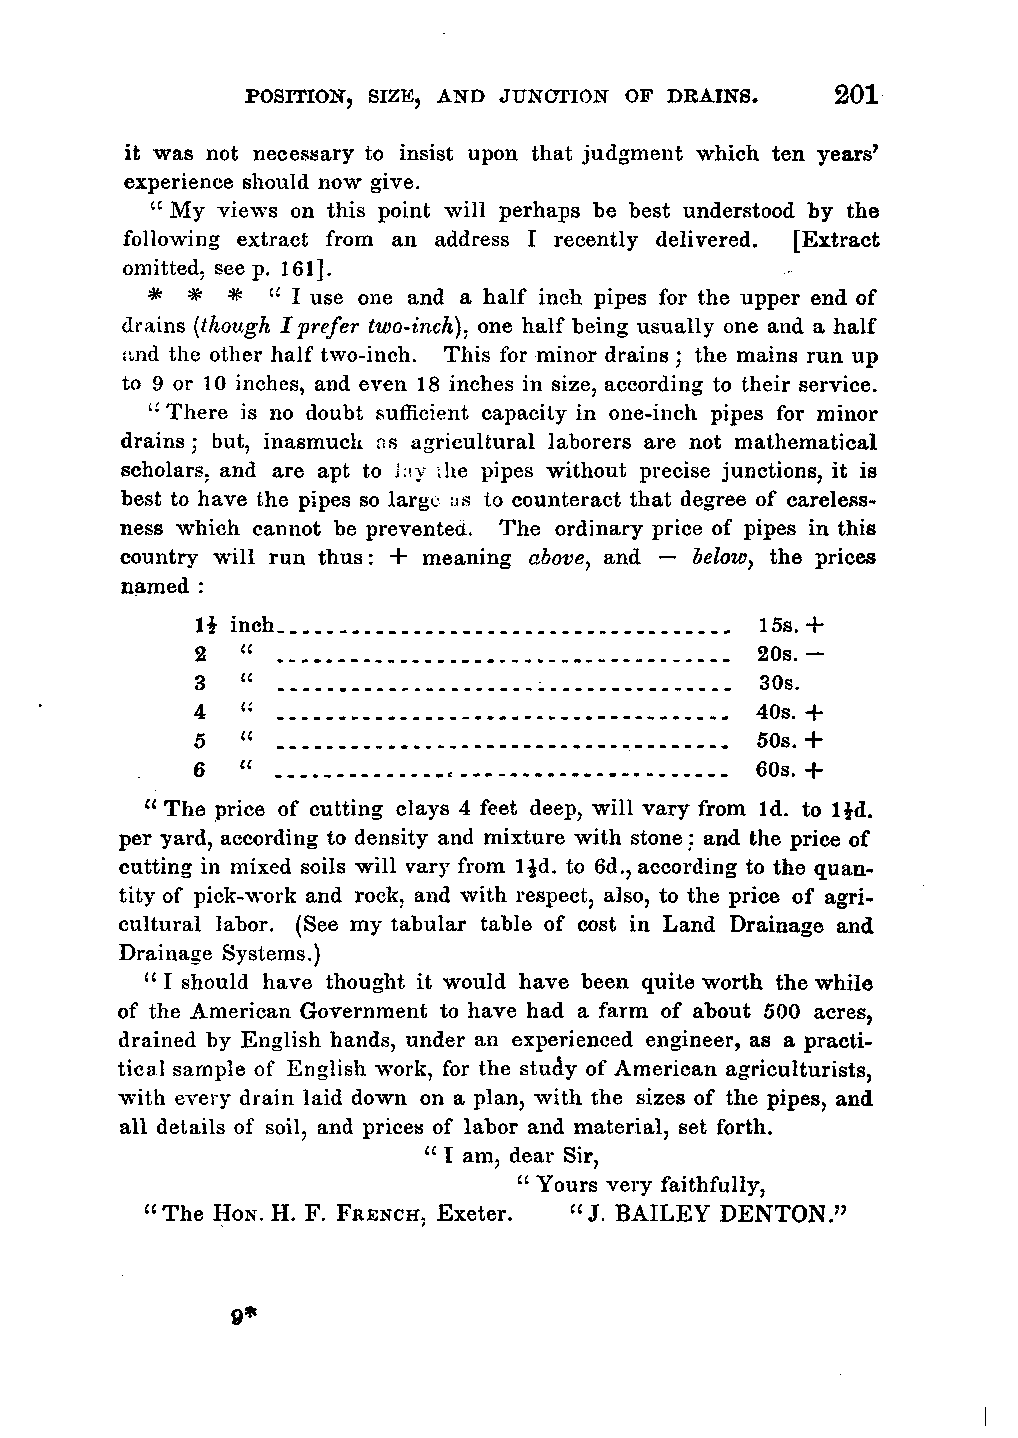 POSITION, SIZE, AND JUNCTION OF DRAINS. 201
it was not necessary to insist upon that judgment which ten years'
experience should now give.
“ My views on this point will perhaps be best understood by the
following extract from an address I recently delivered. [Extract
omitted, see p. 161].
* * * “ I use one and a half inch pipes for the upper end of
drains (though I prefer two-inch), one half being usually one and a half
and the other half two-inch. This for minor drains ; the mains run up
to 9 or 10 inches, and even 18 inches in size, according to their service.
“ There is no doubt sufficient capacity in one-inch pipes for minor
drains ; but, inasmuch as agricultural laborers are not mathematical
scholars, and are apt to lay the pipes without precise junctions, it is
best to have the pipes so large as to counteract that degree of careless-
ness which cannot be prevented. The ordinary price of pipes in this
country will run thus : + meaning above, and — below, the prices
named :
1½ inch 15s. +
2 “ 20s. —
3 “ 30s.
4 “ 40s. +
5 “ 50s. +
6 “ 60s. +
“ The price of cutting clays 4 feet deep, will vary from 1d. to 1½d.
per yard, according to density and mixture with stone ; and the price of
cutting in mixed soils will vary from 1½d. to 6d., according to the quan-
tity of pick-work and rock, and with respect, also, to the price of agri-
cultural labor. (See my tabular table of cost in Land Drainage and
Drainage Systems.)
“ I should have thought it would have been quite worth the while
of the American Government to have had a farm of about 500 acres,
drained by English hands, under an experienced engineer, as a practi-
tical sample of English work, for the study of American agriculturists,
with every drain laid down on a plan, with the sizes of the pipes, and
all details of soil, and prices of labor and material, set forth.
“ I am, dear Sir,
“ Yours very faithfully,
“ The HON. H. F. FRENCH, Exeter. “ J. BAILEY DENTON.”
9*